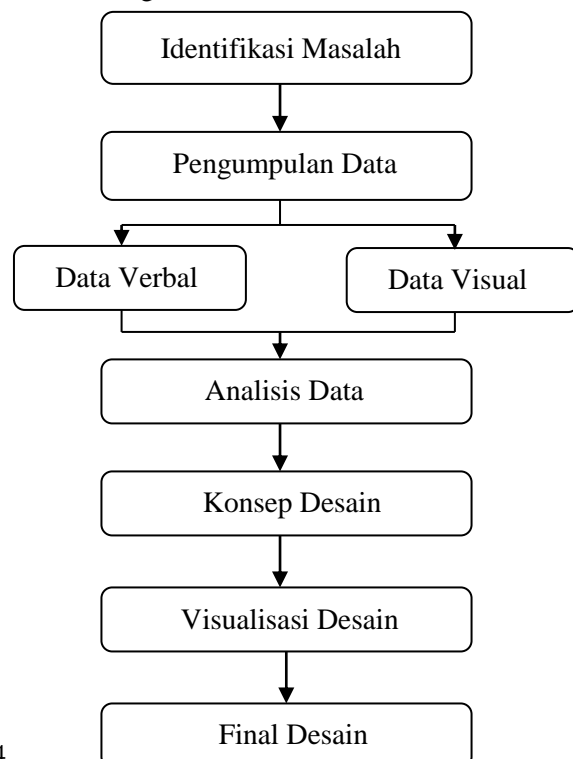 Identifikasi Masalah
Pengumpulan Data
Data Verbal
Data Visual
Analisis Data
Konsep Desain
Visualisasi Desain
Final Desain